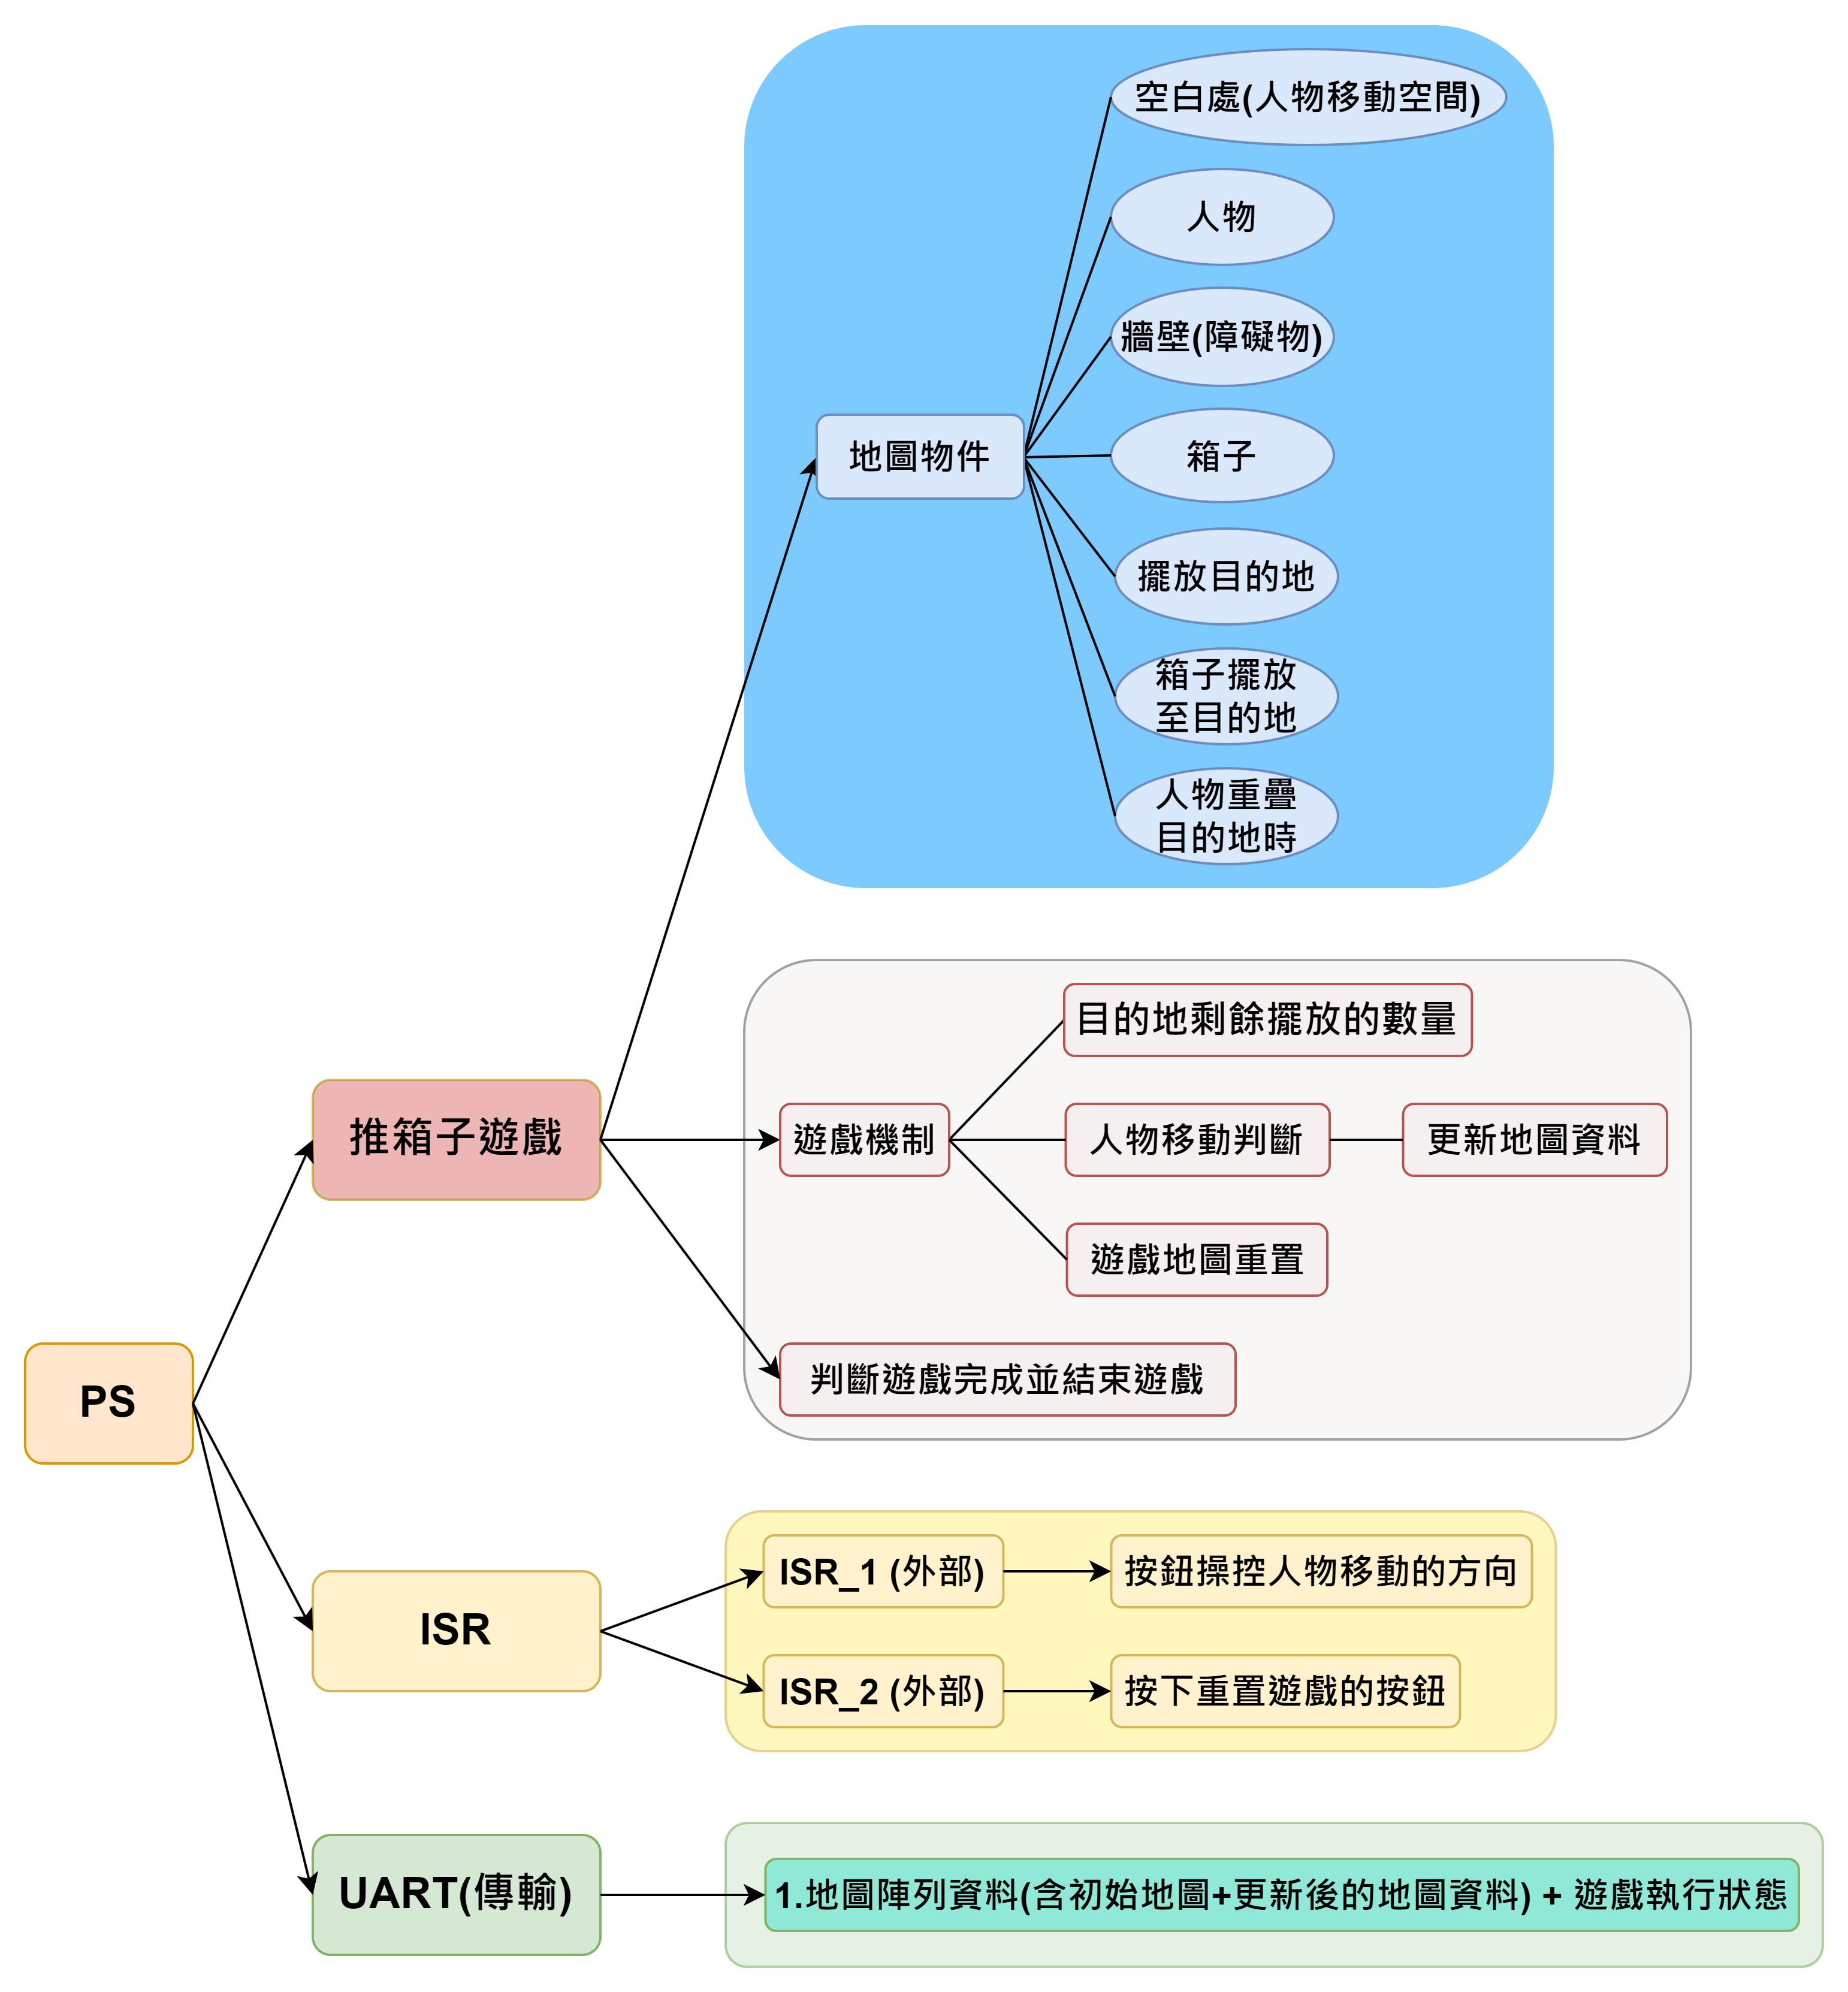 空白處(人物移動空間)
人物
牆壁(障礙物)
地圖物件
箱子
擺放目的地
箱子擺放
至目的地
人物重疊
目的地時
目的地剩餘擺放的數量
推箱子遊戲
遊戲機制
人物移動判斷
更新地圖資料
遊戲地圖重置
判斷遊戲完成並結束遊戲
PS
ISR_1 (外部)
按鈕操控人物移動的方向
ISR
ISR_2 (外部)
按下重置遊戲的按鈕
UART(傳輸)
1.地圖陣列資料(含初始地圖+更新後的地圖資料) + 遊戲執行狀態